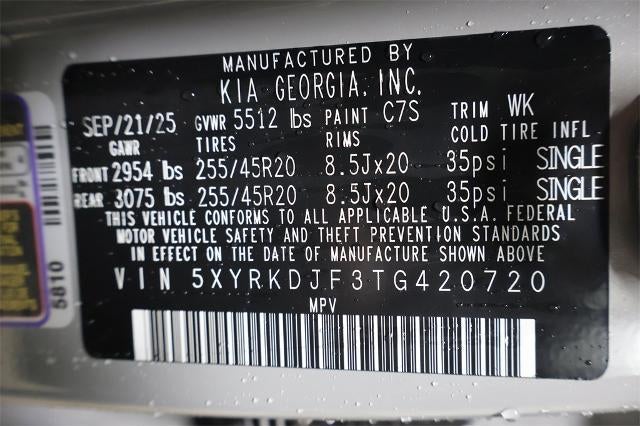 MANUFACTURED BY
KIA GEORGIA, INC.
SEP/21/25 GVWR 5512 lbs PAINT C7S TRIM WK
GAWR TIRES RIMS COLD TIRE INFL
FRONT 2954 lbs 255/45R20 8.5Jx20 35psi SINGLE
REAR 3075 lbs 255/45R20 8.5Jx20 35psi SINGLE
THIS VEHICLE CONFORMS TO ALL APPLICABLE U.S.A. FEDERAL
MOTOR VEHICLE SAFETY AND THEFT PREVENTION STANDARDS
IN EFFECT ON THE DATE OF MANUFACTURE SHOWN ABOVE
VIN 5XYRKDJF3TG420720
MPV
5810